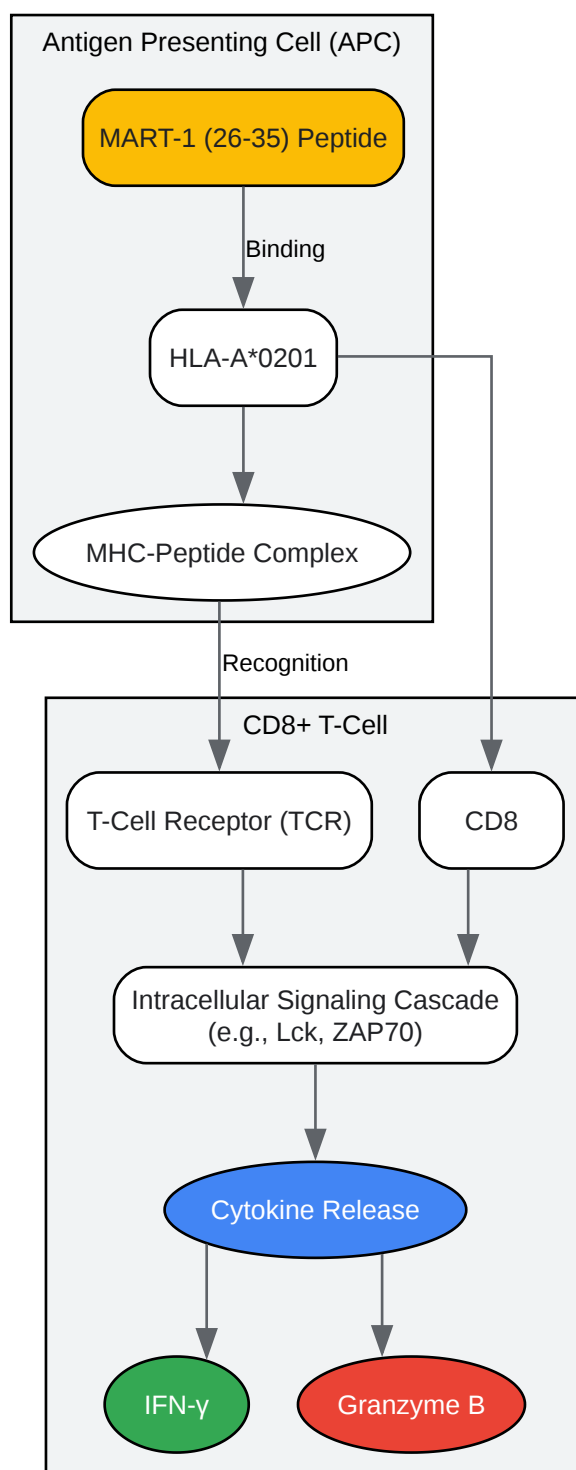 Antigen Presenting Cell (APC)
MART-1 (26-35) Peptide
Binding
HLA-A*0201
MHC-Peptide Complex
Recognition
CD8+ T-Cell
T-Cell Receptor (TCR)
CD8
Intracellular Signaling Cascade
(e.g., Lck, ZAP70)
Cytokine Release
IFN-γ
Granzyme B